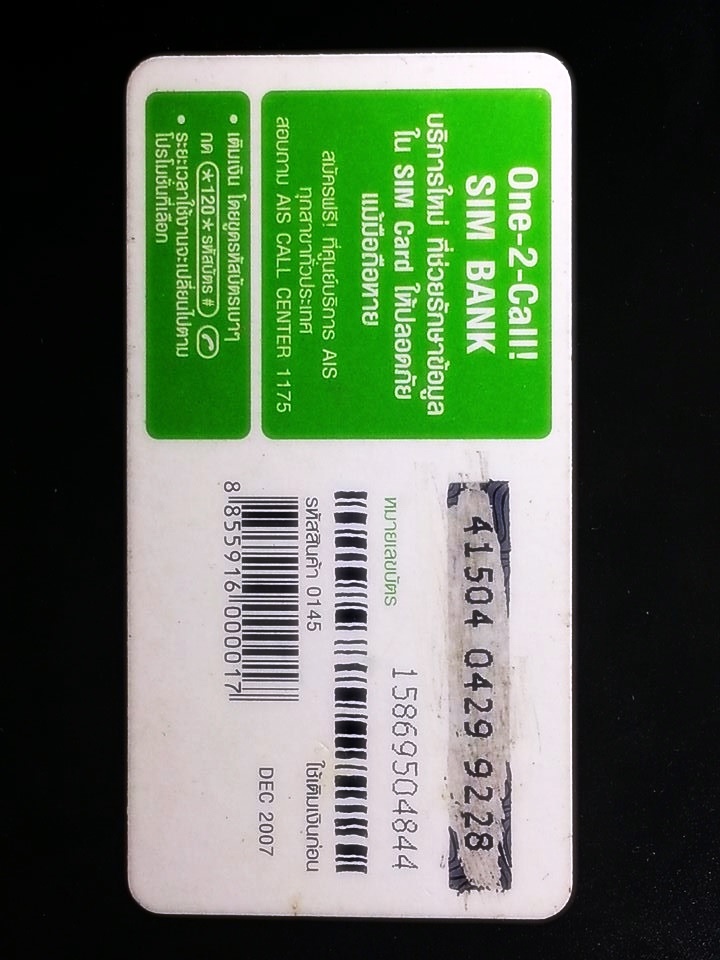 One-2-Call!
SIM BANK
บริการใหม่ ที่ช่วยรักษาข้อมูล
ใน SIM Card ให้ปลอดภัย
แม้มือถือหาย
สมัครฟรี! ที่ศูนย์บริการ AIS
ทุกสาขาทั่วประเทศ
สอบถาม AIS CALL CENTER 1175
• เติมเงิน โดยขูดรหัสบัตรเบาๆ
กด *120* รหัสบัตร #
• ระยะเวลาใช้งานจะเปลี่ยนไปตาม
โปรโมชั่นที่เลือก
41504 0429 9228
หมายเลขบัตร 15869504844
รหัสสินค้า 0145 ใช้เติมเงินก่อน
DEC 2007
8 855916 000017